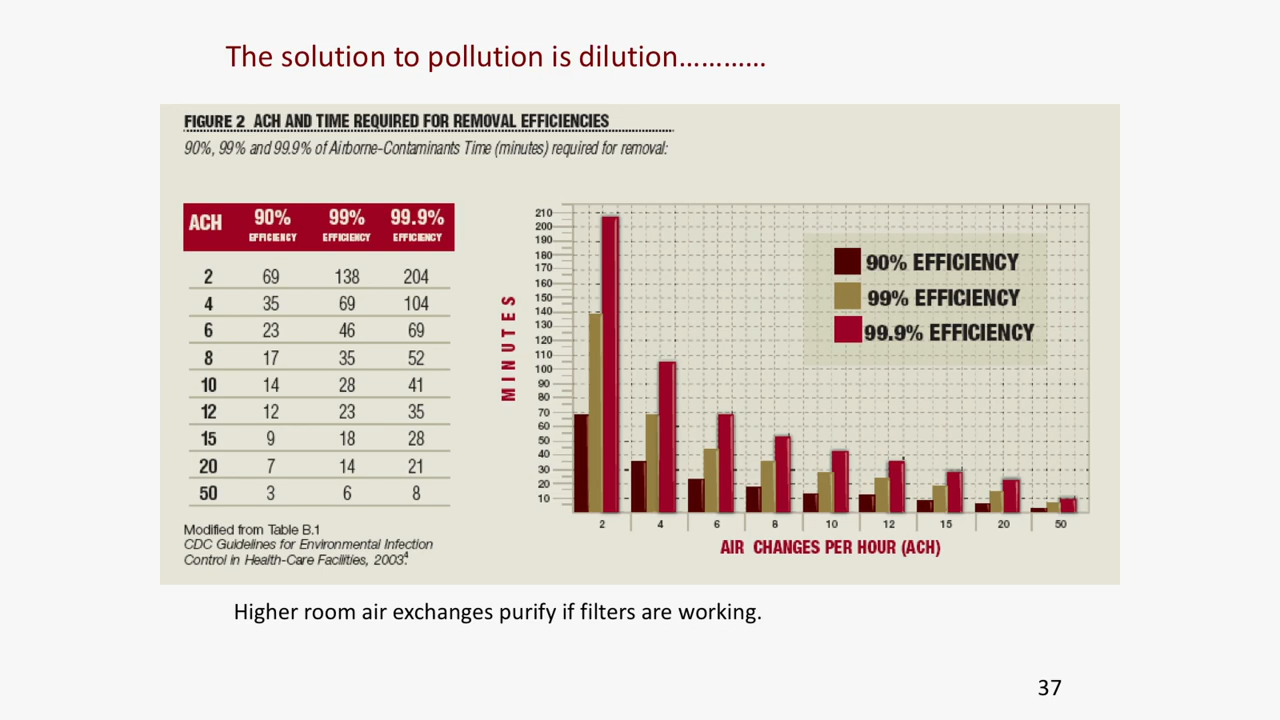 The solution to pollution is dilution…………
FIGURE 2 ACH AND TIME REQUIRED FOR REMOVAL EFFICIENCIES
90%, 99% and 99.9% of Airborne-Contaminants Time (minutes) required for removal:
ACH 90% 99% 99.9%
EFFICIENCY EFFICIENCY EFFICIENCY
2 69 138 204
4 35 69 104
6 23 46 69
8 17 35 52
10 14 28 41
12 12 23 35
15 9 18 28
20 7 14 21
50 3 6 8
Modified from Table B.1
CDC Guidelines for Environmental Infection
Control in Health-Care Facilities, 2003.4
MINUTES
210
200
190
180
170
160
150
140
130
120
110
100
90
80
70
60
50
40
30
20
10
90% EFFICIENCY
99% EFFICIENCY
99.9% EFFICIENCY
2 4 6 8 10 12 15 20 50
AIR CHANGES PER HOUR (ACH)
Higher room air exchanges purify if filters are working.
37